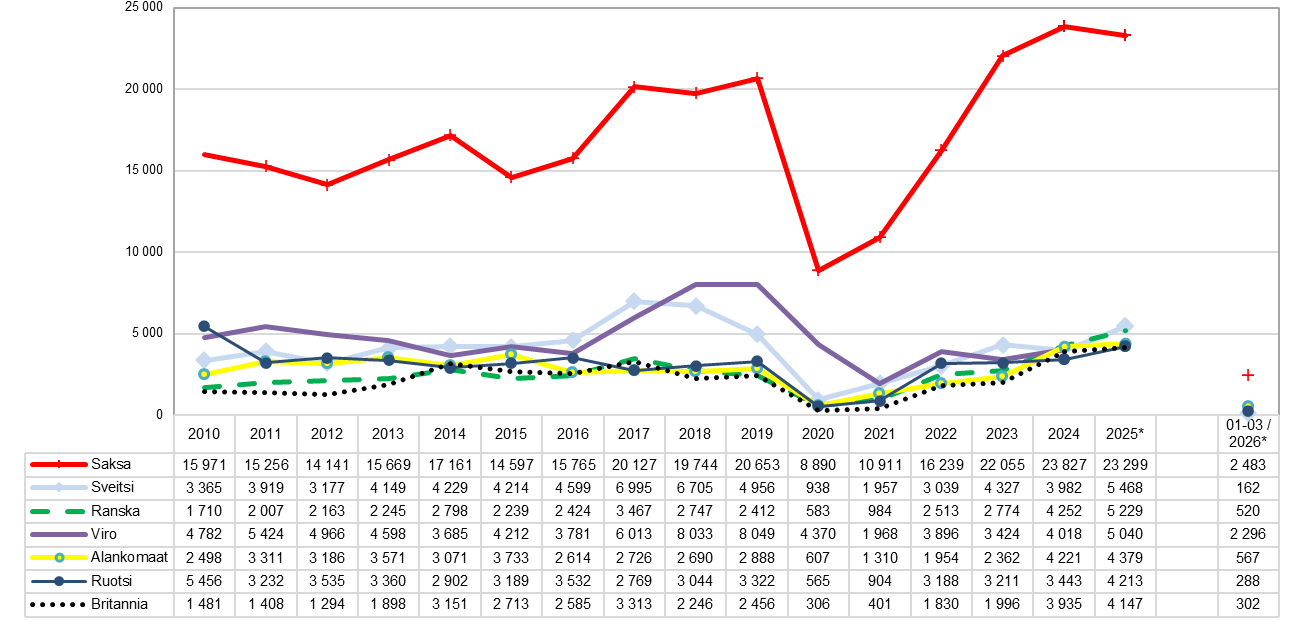 25 000
20 000
15 000
10 000
5 000
0
2010 2011 2012 2013 2014 2015 2016 2017 2018 2019 2020 2021 2022 2023 2024 2025* 01-03 /
2026*
Saksa 15 971 15 256 14 141 15 669 17 161 14 597 15 765 20 127 19 744 20 653 8 890 10 911 16 239 22 055 23 827 23 299 2 483
Sveitsi 3 365 3 919 3 177 4 149 4 229 4 214 4 599 6 995 6 705 4 956 938 1 957 3 039 4 327 3 982 5 468 162
Ranska 1 710 2 007 2 163 2 245 2 798 2 239 2 424 3 467 2 747 2 412 583 984 2 513 2 774 4 252 5 229 520
Viro 4 782 5 424 4 966 4 598 3 685 4 212 3 781 6 013 8 033 8 049 4 370 1 968 3 896 3 424 4 018 5 040 2 296
Alankomaat 2 498 3 311 3 186 3 571 3 071 3 733 2 614 2 726 2 690 2 888 607 1 310 1 954 2 362 4 221 4 379 567
Ruotsi 5 456 3 232 3 535 3 360 2 902 3 189 3 532 2 769 3 044 3 322 565 904 3 188 3 211 3 443 4 213 288
Britannia 1 481 1 408 1 294 1 898 3 151 2 713 2 585 3 313 2 246 2 456 306 401 1 830 1 996 3 935 4 147 302